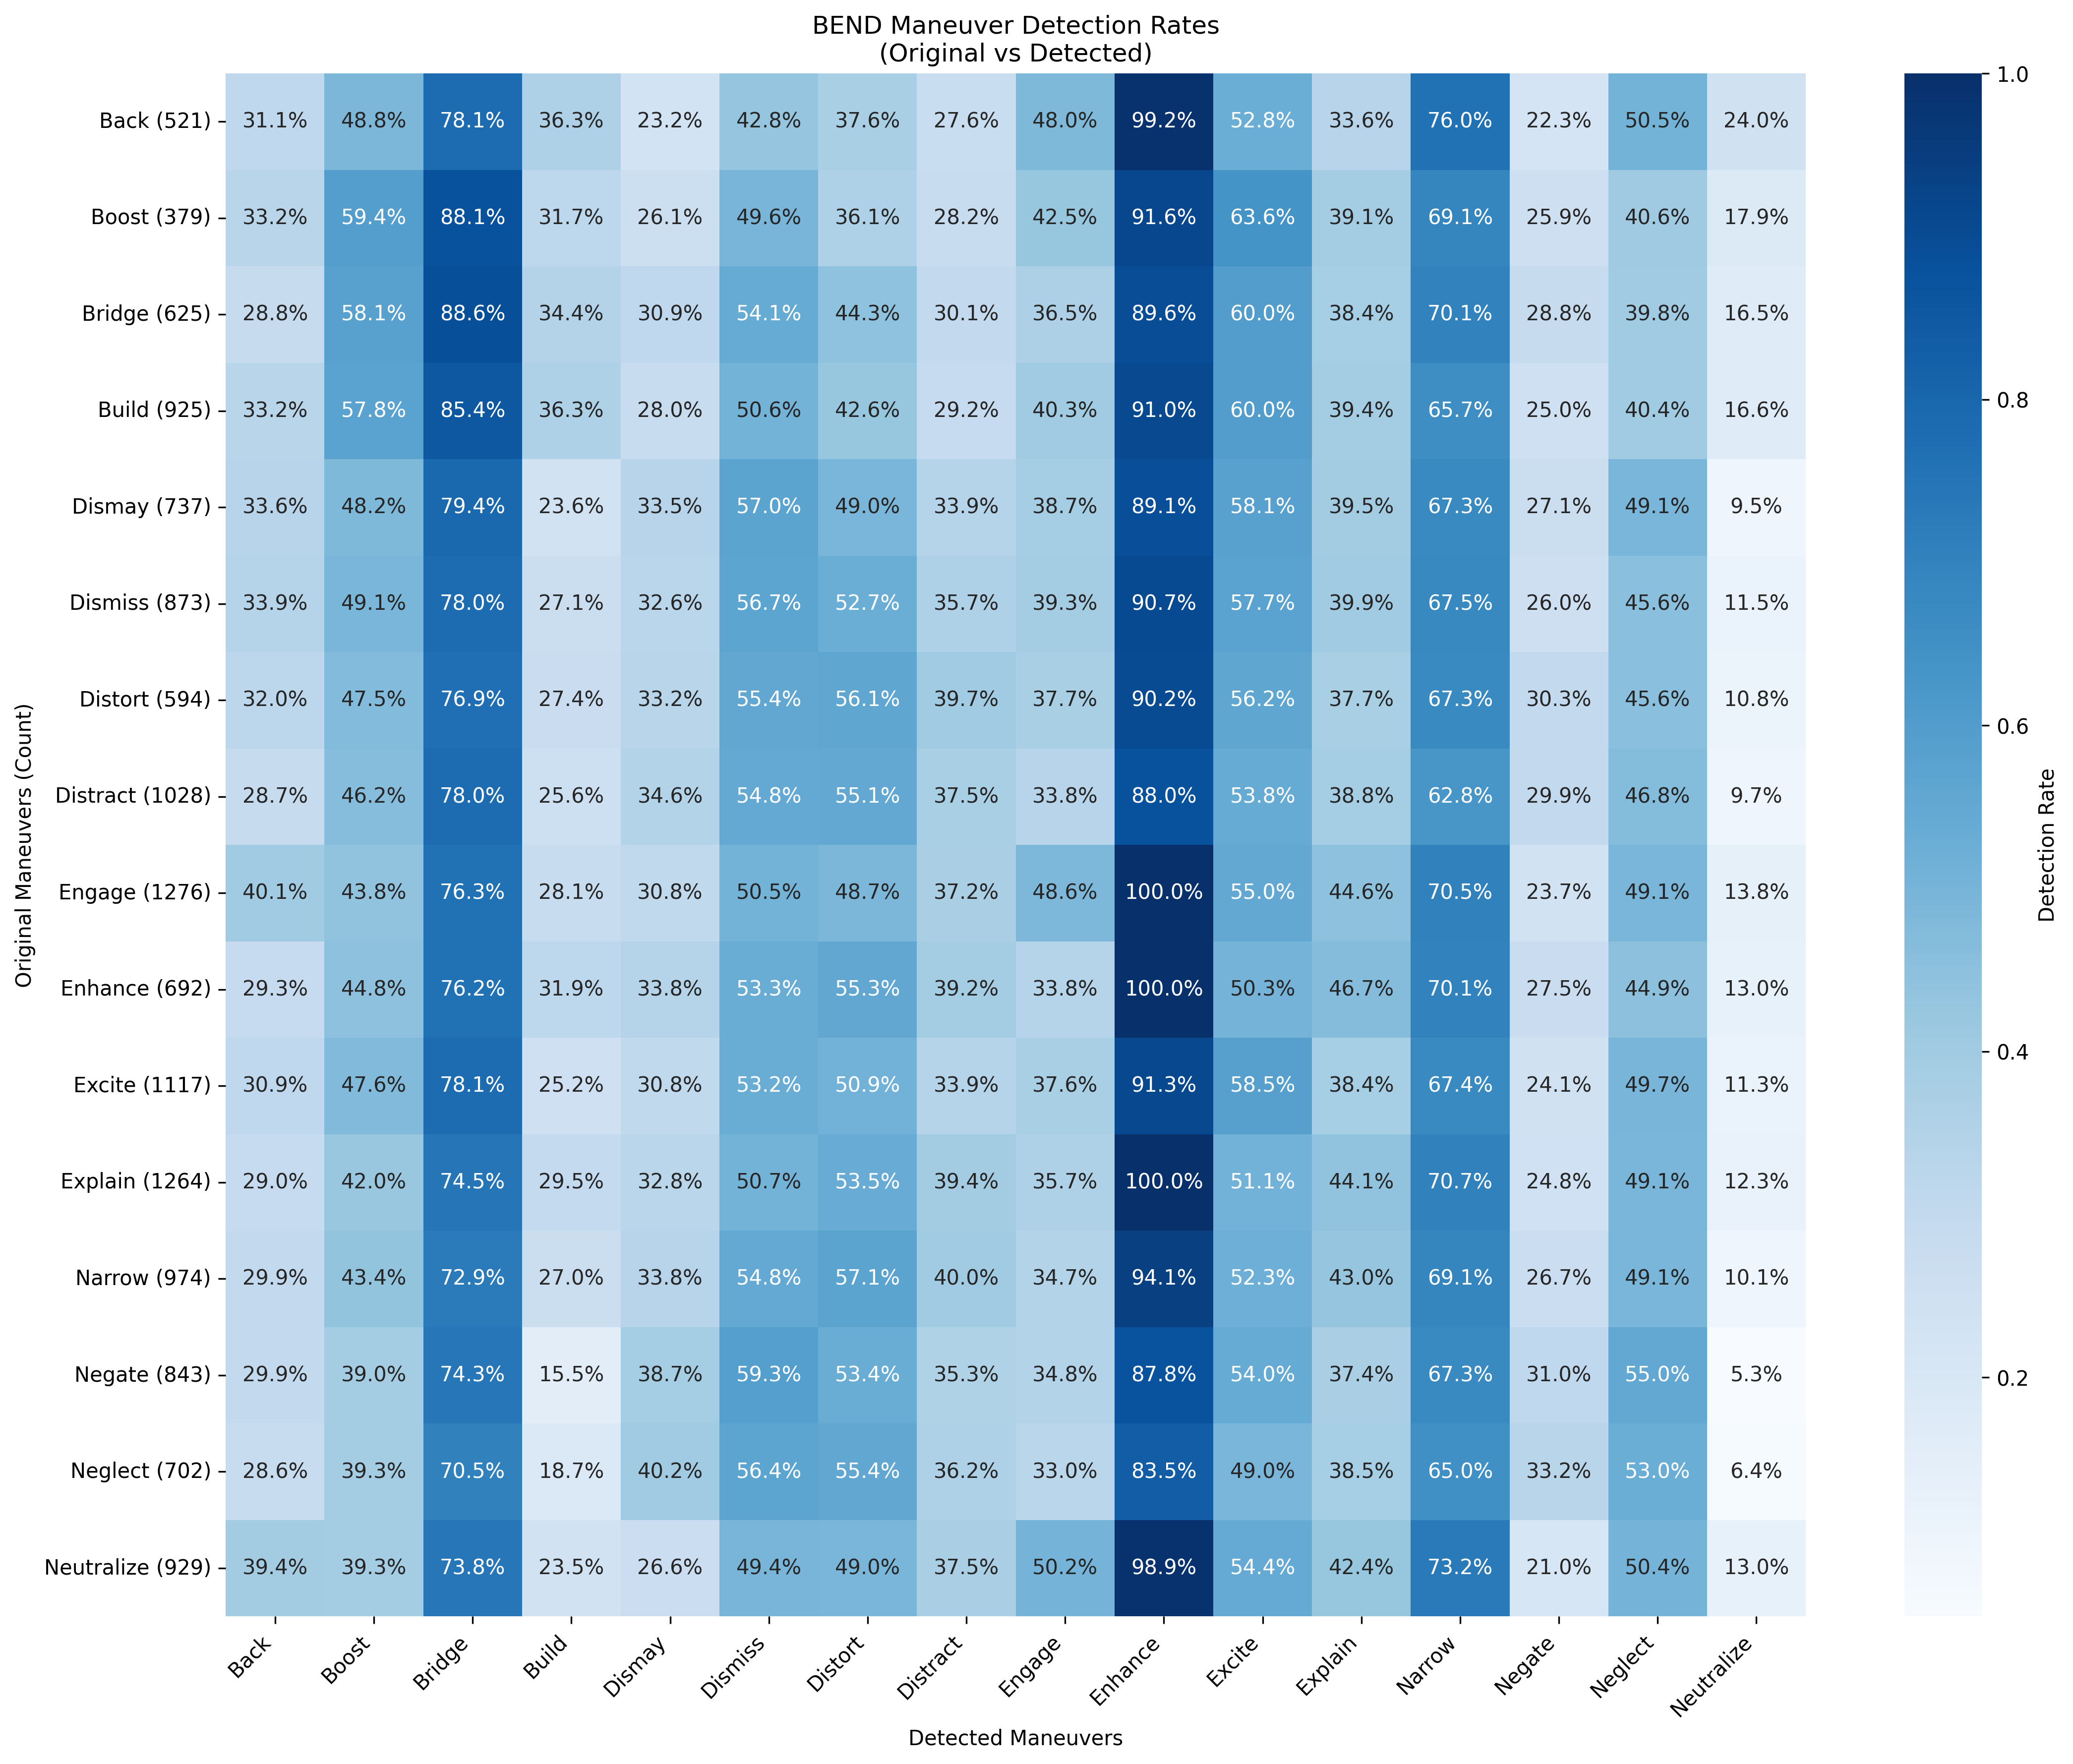 BEND Maneuver Detection Rates
(Original vs Detected)
Original Maneuvers (Count)
Back (521) 31.1% 48.8% 78.1% 36.3% 23.2% 42.8% 37.6% 27.6% 48.0% 99.2% 52.8% 33.6% 76.0% 22.3% 50.5% 24.0%
Boost (379) 33.2% 59.4% 88.1% 31.7% 26.1% 49.6% 36.1% 28.2% 42.5% 91.6% 63.6% 39.1% 69.1% 25.9% 40.6% 17.9%
Bridge (625) 28.8% 58.1% 88.6% 34.4% 30.9% 54.1% 44.3% 30.1% 36.5% 89.6% 60.0% 38.4% 70.1% 28.8% 39.8% 16.5%
Build (925) 33.2% 57.8% 85.4% 36.3% 28.0% 50.6% 42.6% 29.2% 40.3% 91.0% 60.0% 39.4% 65.7% 25.0% 40.4% 16.6%
Dismay (737) 33.6% 48.2% 79.4% 23.6% 33.5% 57.0% 49.0% 33.9% 38.7% 89.1% 58.1% 39.5% 67.3% 27.1% 49.1% 9.5%
Dismiss (873) 33.9% 49.1% 78.0% 27.1% 32.6% 56.7% 52.7% 35.7% 39.3% 90.7% 57.7% 39.9% 67.5% 26.0% 45.6% 11.5%
Distort (594) 32.0% 47.5% 76.9% 27.4% 33.2% 55.4% 56.1% 39.7% 37.7% 90.2% 56.2% 37.7% 67.3% 30.3% 45.6% 10.8%
Distract (1028) 28.7% 46.2% 78.0% 25.6% 34.6% 54.8% 55.1% 37.5% 33.8% 88.0% 53.8% 38.8% 62.8% 29.9% 46.8% 9.7%
Engage (1276) 40.1% 43.8% 76.3% 28.1% 30.8% 50.5% 48.7% 37.2% 48.6% 100.0% 55.0% 44.6% 70.5% 23.7% 49.1% 13.8%
Enhance (692) 29.3% 44.8% 76.2% 31.9% 33.8% 53.3% 55.3% 39.2% 33.8% 100.0% 50.3% 46.7% 70.1% 27.5% 44.9% 13.0%
Excite (1117) 30.9% 47.6% 78.1% 25.2% 30.8% 53.2% 50.9% 33.9% 37.6% 91.3% 58.5% 38.4% 67.4% 24.1% 49.7% 11.3%
Explain (1264) 29.0% 42.0% 74.5% 29.5% 32.8% 50.7% 53.5% 39.4% 35.7% 100.0% 51.1% 44.1% 70.7% 24.8% 49.1% 12.3%
Narrow (974) 29.9% 43.4% 72.9% 27.0% 33.8% 54.8% 57.1% 40.0% 34.7% 94.1% 52.3% 43.0% 69.1% 26.7% 49.1% 10.1%
Negate (843) 29.9% 39.0% 74.3% 15.5% 38.7% 59.3% 53.4% 35.3% 34.8% 87.8% 54.0% 37.4% 67.3% 31.0% 55.0% 5.3%
Neglect (702) 28.6% 39.3% 70.5% 18.7% 40.2% 56.4% 55.4% 36.2% 33.0% 83.5% 49.0% 38.5% 65.0% 33.2% 53.0% 6.4%
Neutralize (929) 39.4% 39.3% 73.8% 23.5% 26.6% 49.4% 49.0% 37.5% 50.2% 98.9% 54.4% 42.4% 73.2% 21.0% 50.4% 13.0%
Back Boost Bridge Build Dismay Dismiss Distort Distract Engage Enhance Excite Explain Narrow Negate Neglect Neutralize
Detected Maneuvers
1.0
0.8
0.6
0.4
0.2
Detection Rate